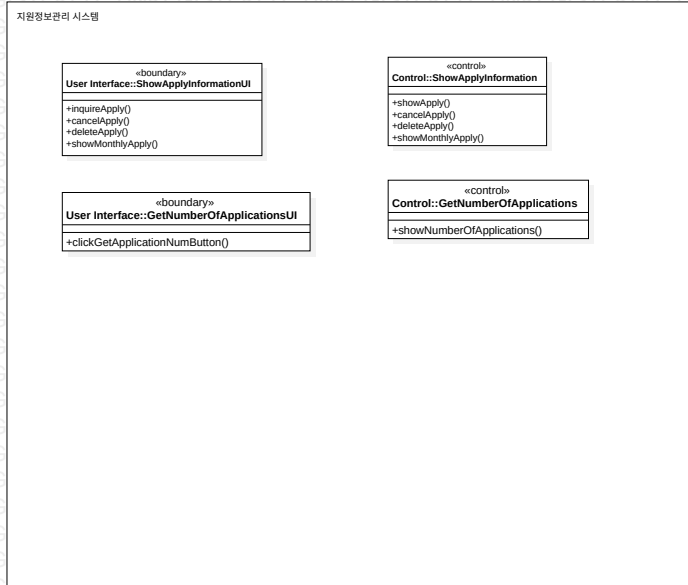 지원정보관리 시스템
«boundary»
User Interface::ShowApplyInformationUI
+inquireApply()
+cancelApply()
+deleteApply()
+showMonthlyApply()
«control»
Control::ShowApplyInformation
+showApply()
+cancelApply()
+deleteApply()
+showMonthlyApply()
«boundary»
User Interface::GetNumberOfApplicationsUI
+clickGetApplicationNumButton()
«control»
Control::GetNumberOfApplications
+showNumberOfApplications()